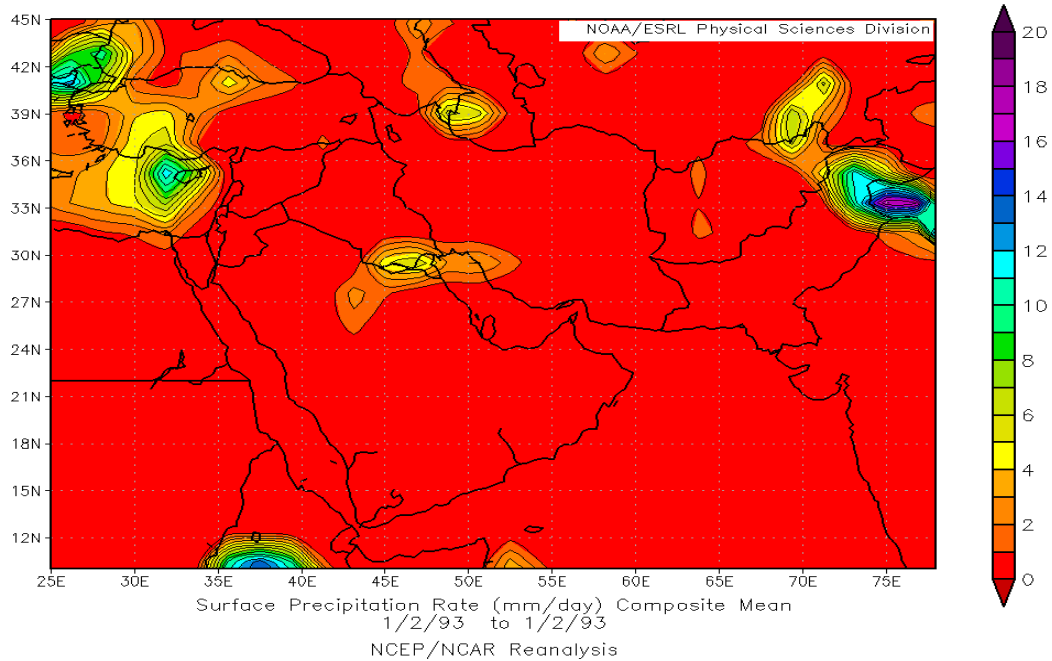 NOAA/ESRL Physical Sciences Division
45N
42N
39N
36N
33N
30N
27N
24N
21N
18N
15N
12N
25E 30E 35E 40E 45E 50E 55E 60E 65E 70E 75E
20
18
16
14
12
10
8
6
4
2
0
Surface Precipitation Rate (mm/day) Composite Mean
1/2/93 to 1/2/93
NCEP/NCAR Reanalysis